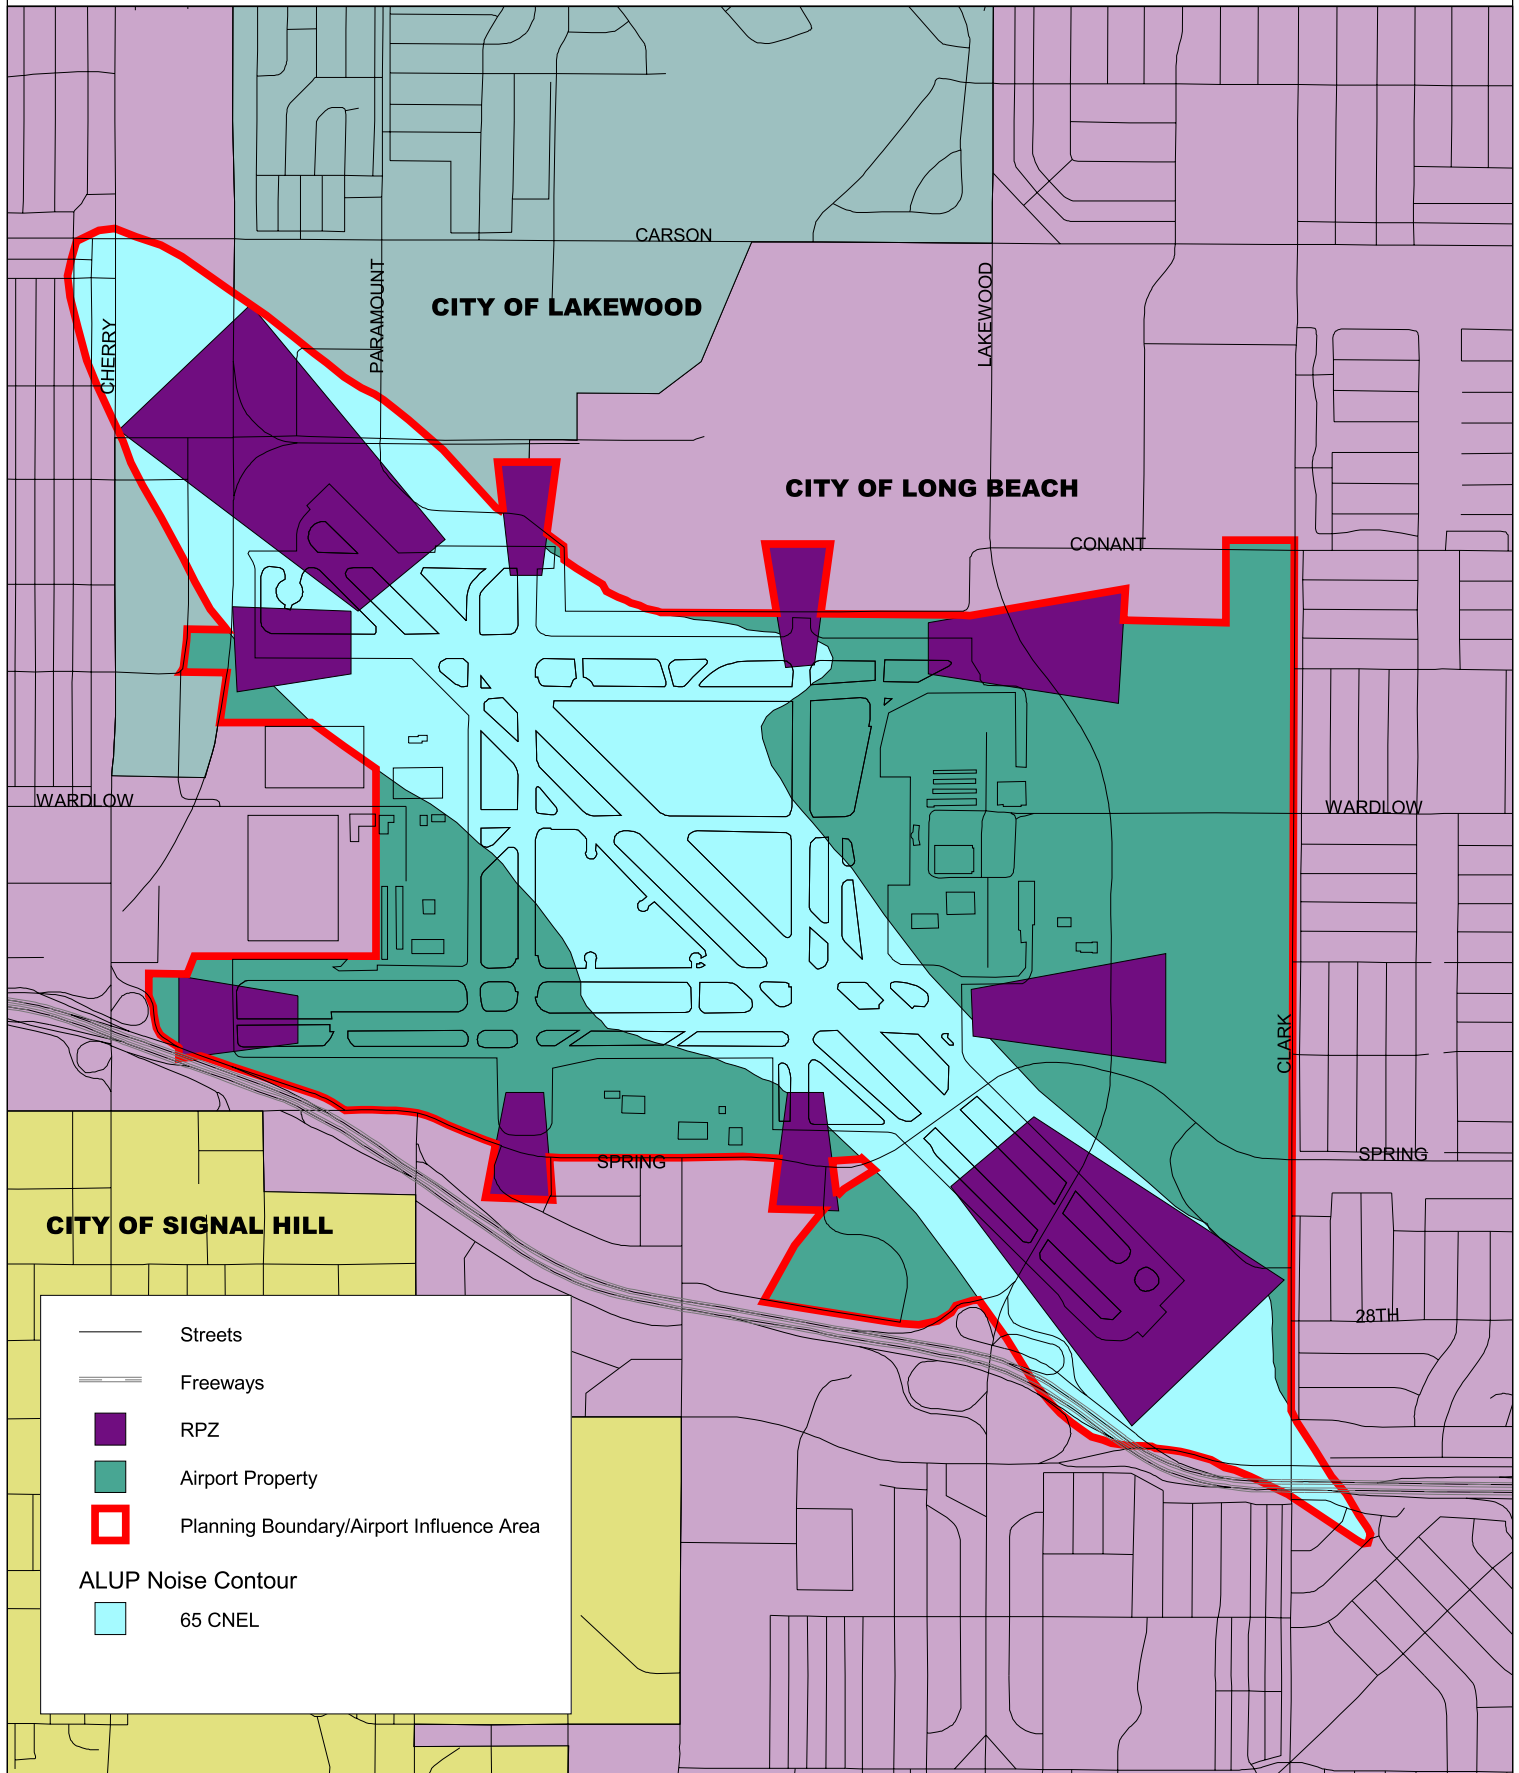 CARSON
PARAMOUNT
LAKEWOOD
CITY OF LAKEWOOD
CHERRY
CITY OF LONG BEACH
CONANT
WARDLOW
WARDLOW
CLARK
SPRING
SPRING
CITY OF SIGNAL HILL
28TH
Streets
Freeways
RPZ
Airport Property
Planning Boundary/Airport Influence Area
ALUP Noise Contour
65 CNEL